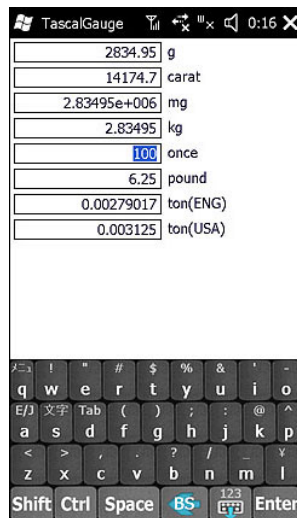 TascalGauge 0:16
2834.95 g
14174.7 carat
2.83495e+006 mg
2.83495 kg
100 once
6.25 pound
0.00279017 ton(ENG)
0.003125 ton(USA)
! " # $ % & ' -
q w e r t y u i o
E/J 文字 Tab ( ) ; : @ ^
a s d f g h j k p
< > , . ? / _ ¥
z x c v b n m l
123
Shift Ctrl Space BS Enter